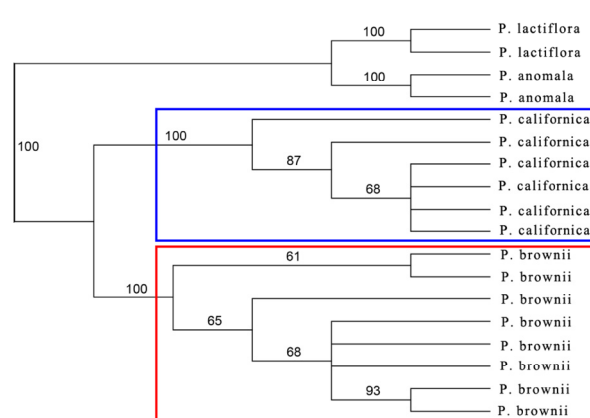 P. lactiflora
100
P. lactiflora
P. anomala
100
P. anomala
100
P. californica
100
P. californica
87
P. californica
68
P. californica
P. californica
P. californica
P. brownii
61
P. brownii
100
P. brownii
65
P. brownii
68
P. brownii
P. brownii
93
P. brownii
P. brownii